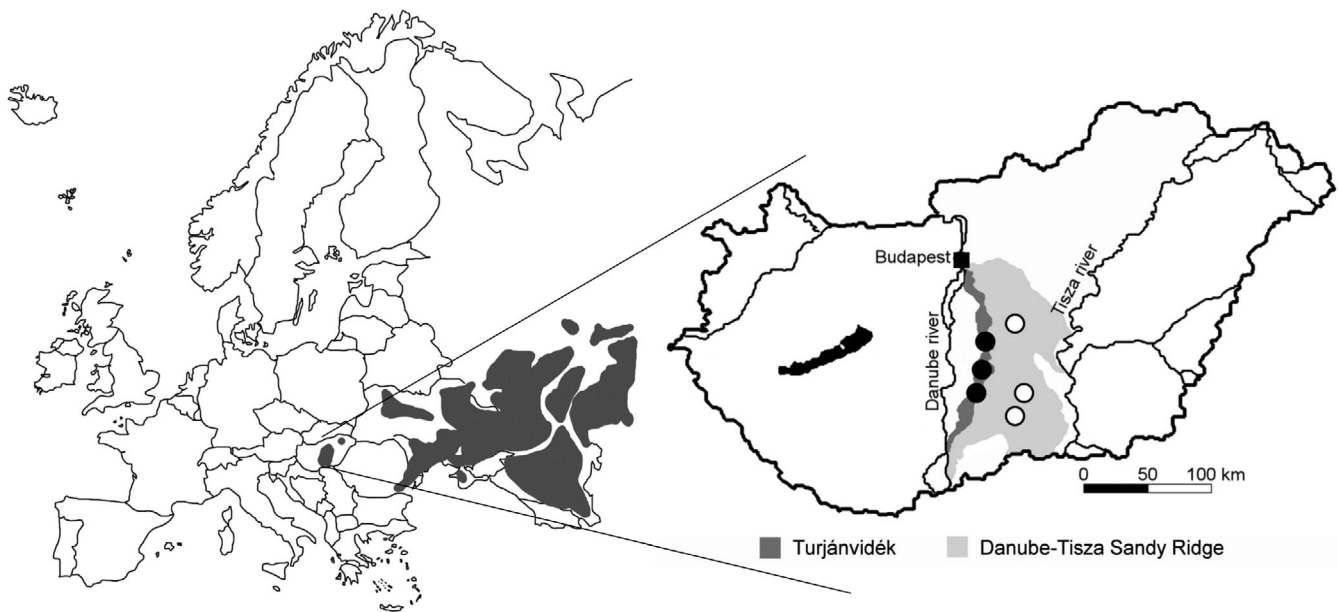 Budapest
Danube river
Tisza river
0 50 100 km
Turjánvidék
Danube-Tisza Sandy Ridge